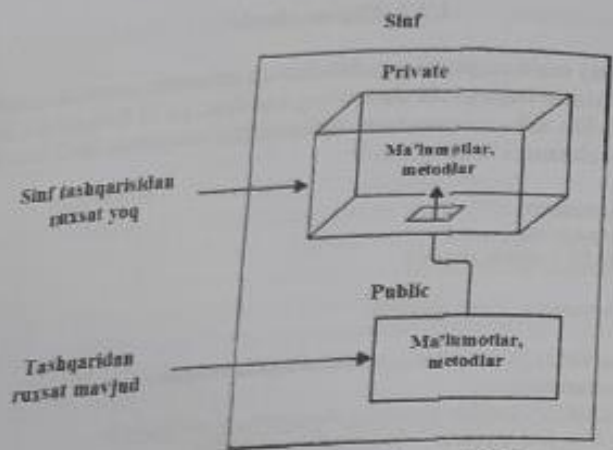 Sinf
Private
Ma'lumotlar,
metodlar
Sinf tashqarisidan
ruxsat yoq
Public
Ma'lumotlar,
metodlar
Tashqaridan
ruxsat mavjud